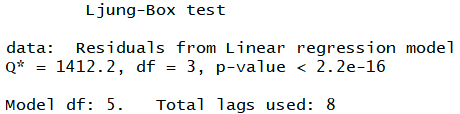 Ljung-Box test
data:  Residuals from Linear regression model
Q* = 1412.2, df = 3, p-value < 2.2e-16
Model df: 5.   Total lags used: 8